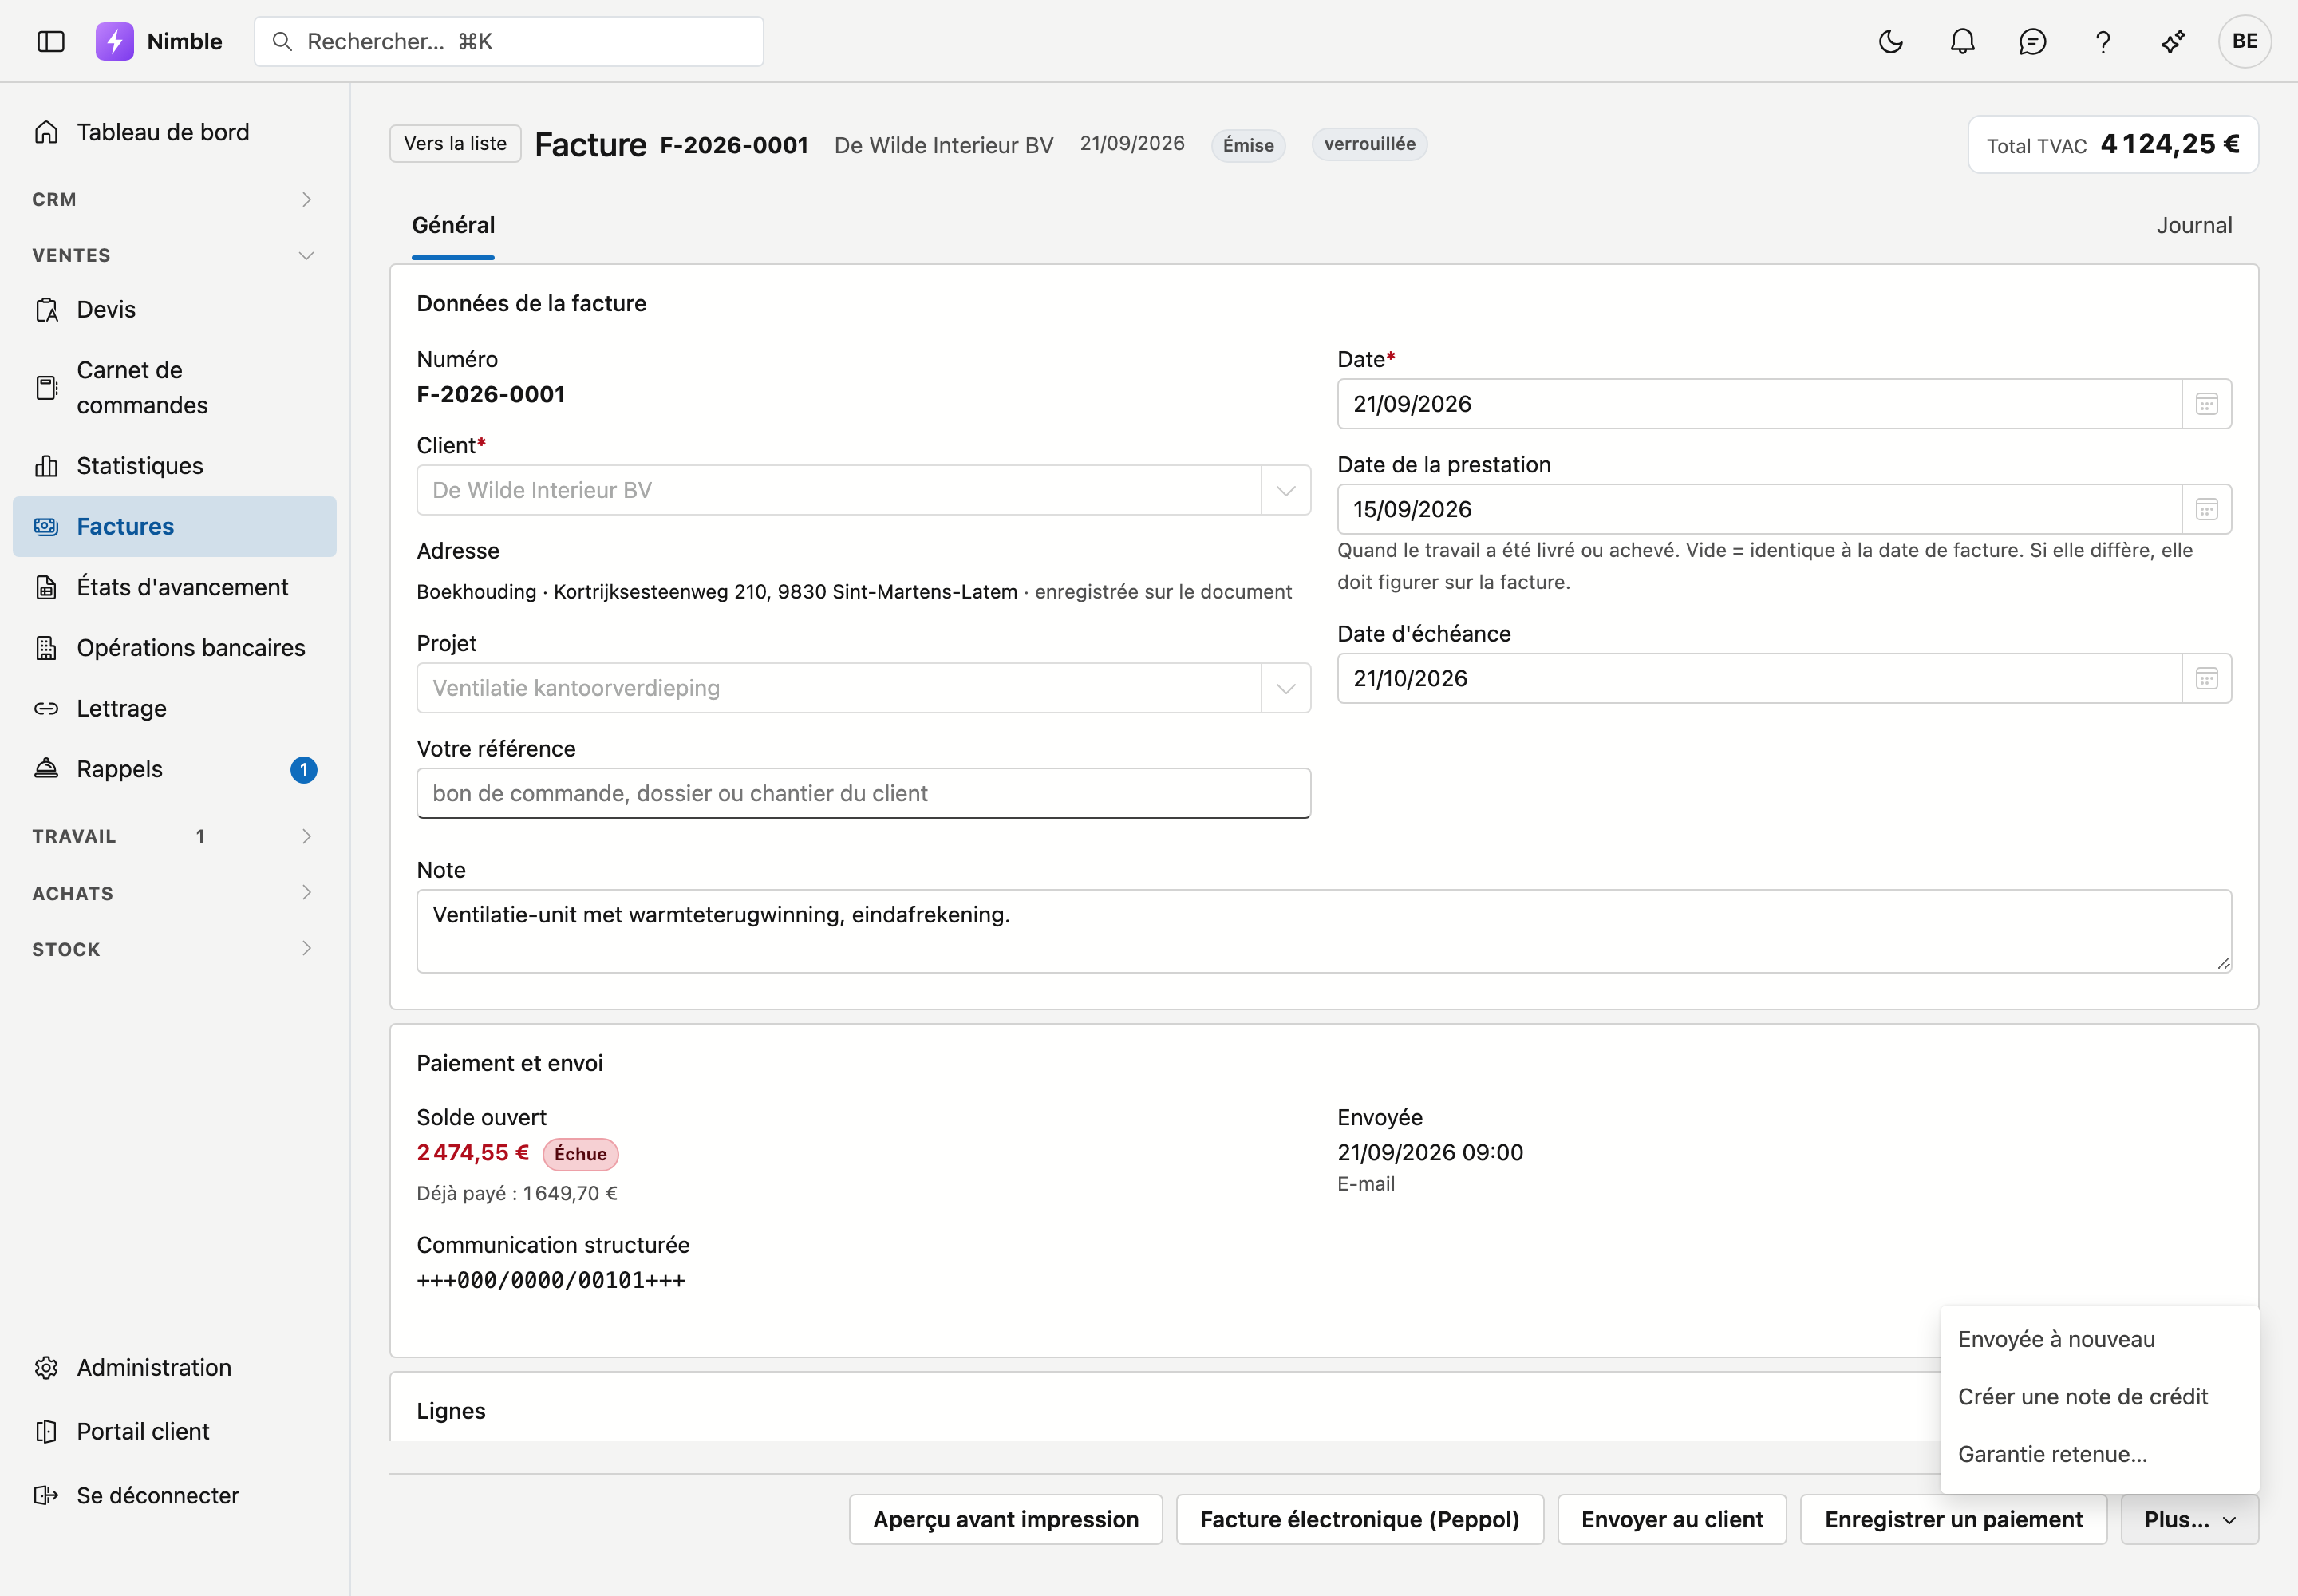 Nimble
Rechercher... ⌘K
BE
Tableau de bord
CRM
VENTES
Devis
Carnet de
commandes
Statistiques
Factures
États d'avancement
Opérations bancaires
Lettrage
Rappels 1
TRAVAIL 1
ACHATS
STOCK
Administration
Portail client
Se déconnecter
Vers la liste Facture F-2026-0001 De Wilde Interieur BV 21/09/2026 Émise verrouillée Total TVAC 4 124,25 €
Général Journal
Données de la facture
Numéro
F-2026-0001
Client*
De Wilde Interieur BV
Adresse
Boekhouding · Kortrijksesteenweg 210, 9830 Sint-Martens-Latem · enregistrée sur le document
Projet
Ventilatie kantoorverdieping
Votre référence
bon de commande, dossier ou chantier du client
Date*
21/09/2026
Date de la prestation
15/09/2026
Quand le travail a été livré ou achevé. Vide = identique à la date de facture. Si elle diffère, elle
doit figurer sur la facture.
Date d'échéance
21/10/2026
Note
Ventilatie-unit met warmteterugwinning, eindafrekening.
Paiement et envoi
Solde ouvert
2 474,55 € Échue
Déjà payé : 1 649,70 €
Communication structurée
+++000/0000/00101+++
Envoyée
21/09/2026 09:00
E-mail
Lignes
Envoyée à nouveau
Créer une note de crédit
Garantie retenue...
Aperçu avant impression Facture électronique (Peppol) Envoyer au client Enregistrer un paiement Plus...